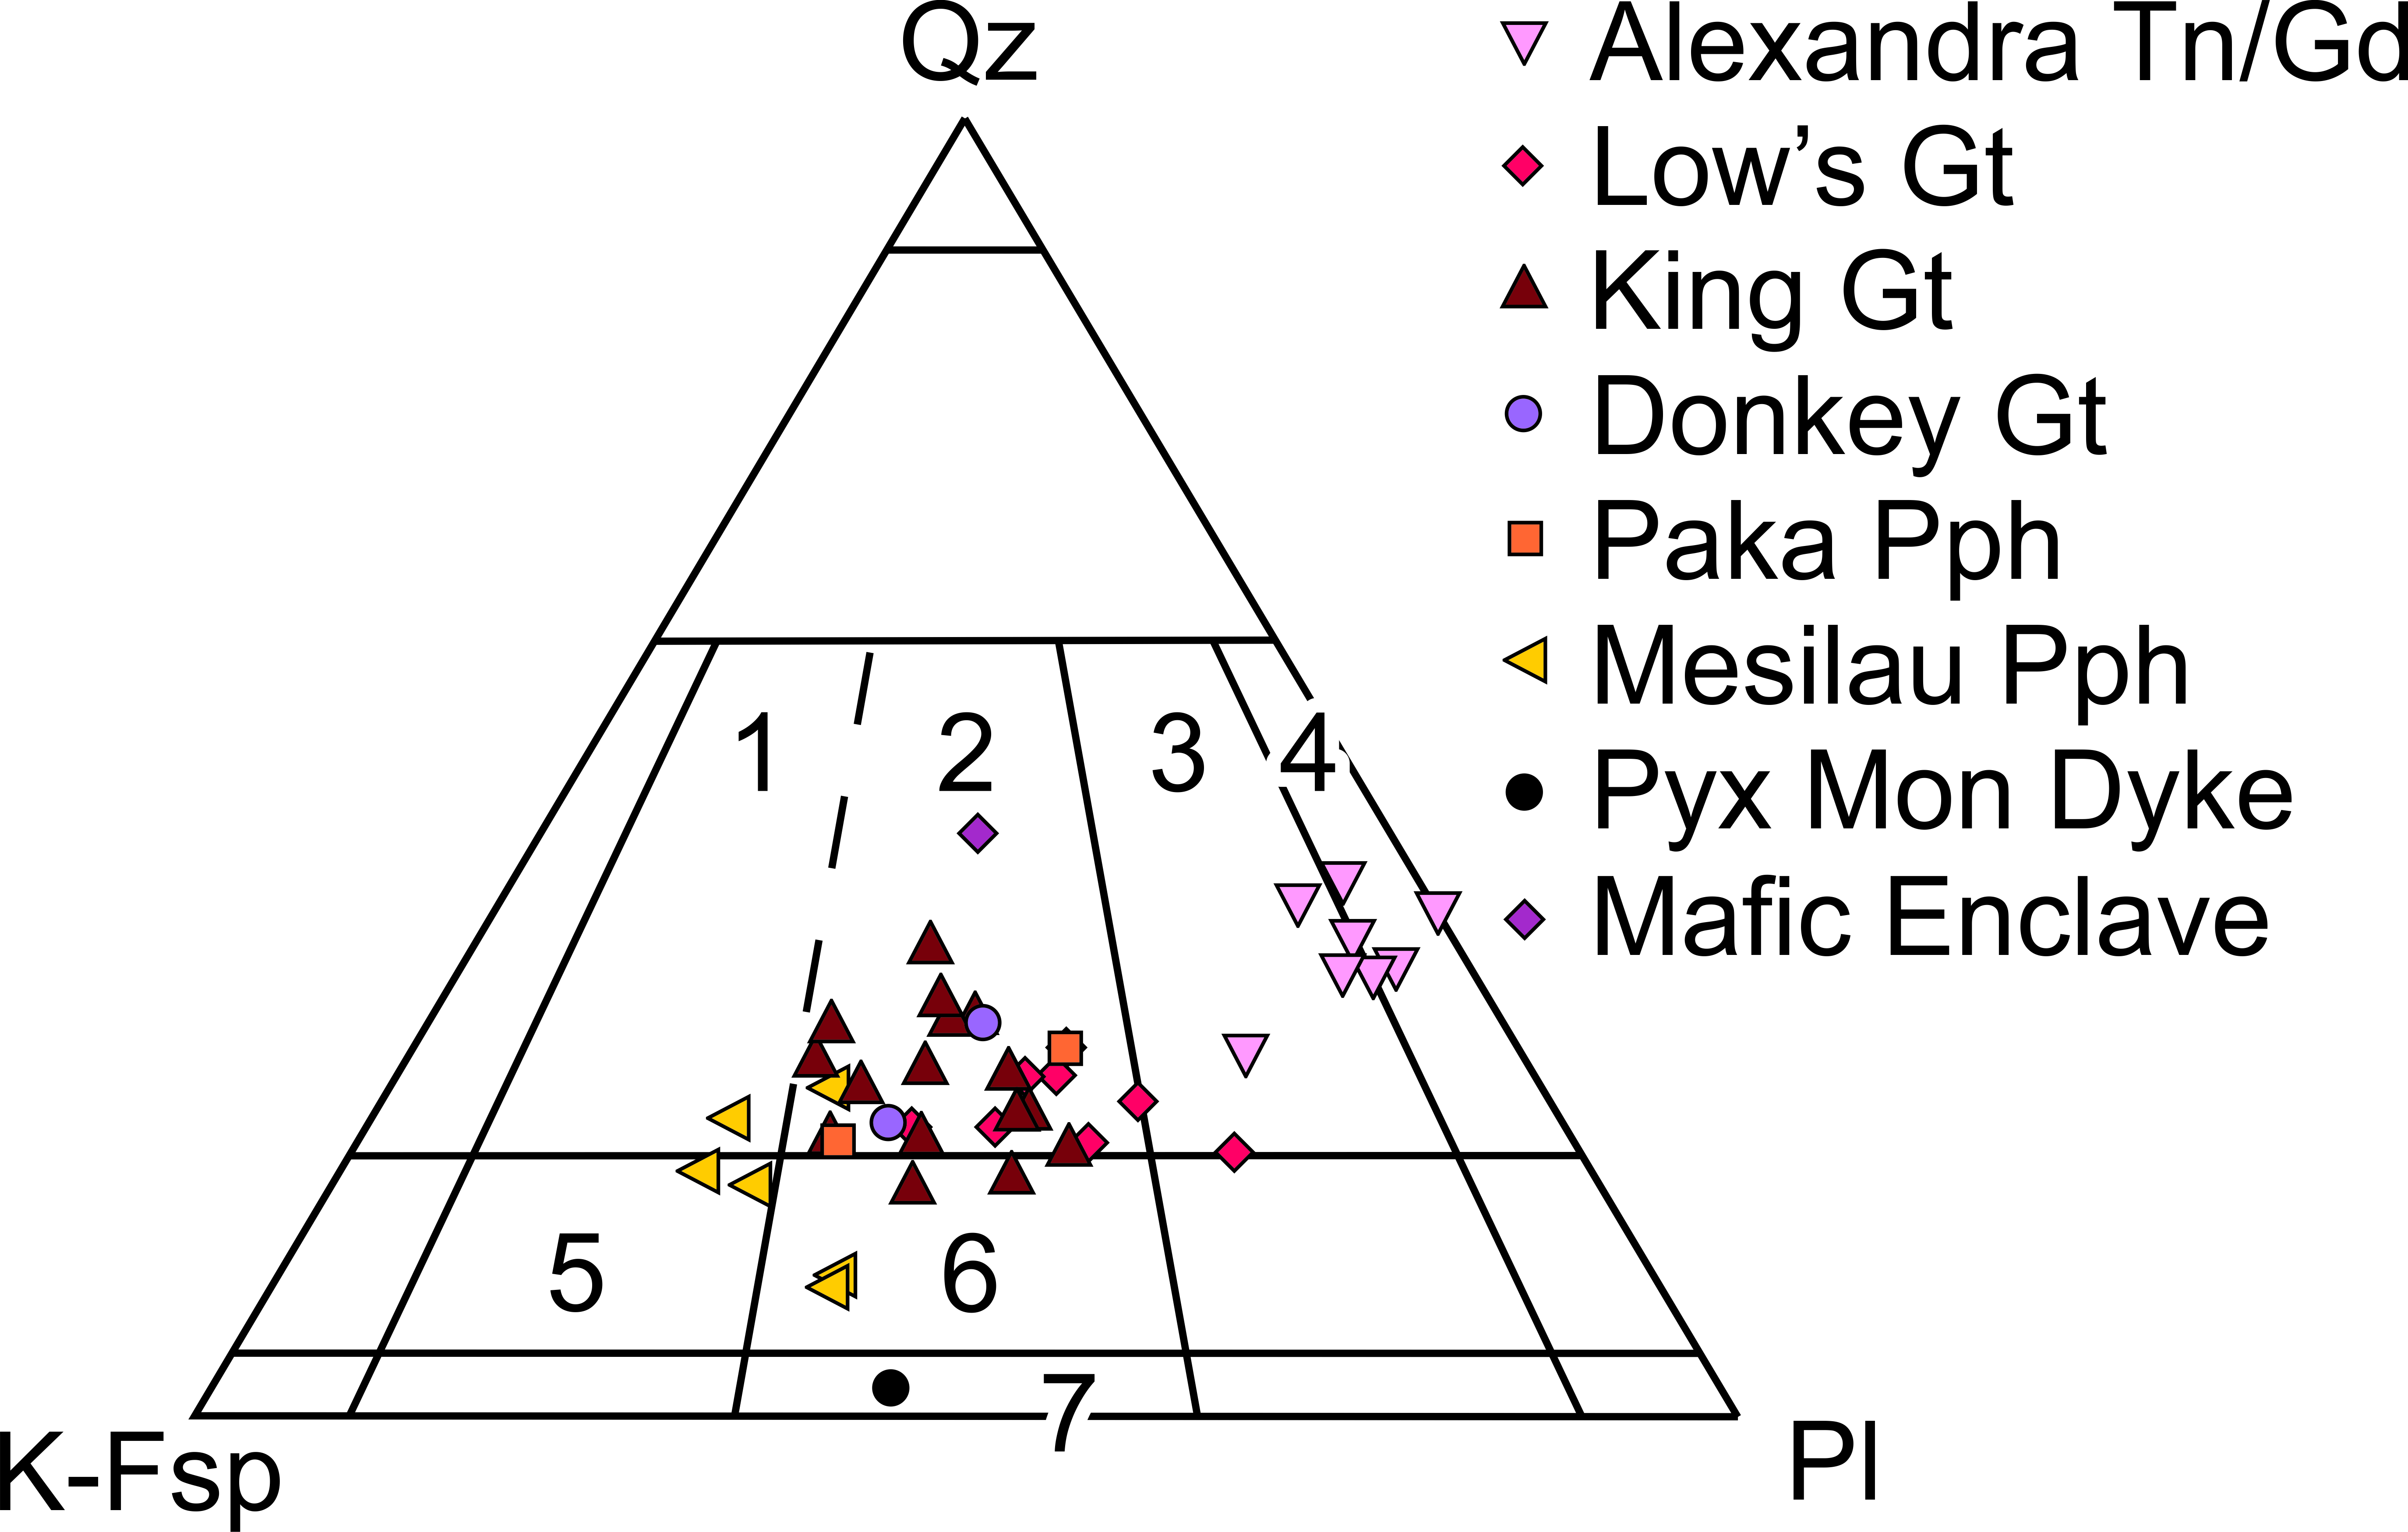 Qz
Alexandra Tn/Gd
Low’s Gt
King Gt
Donkey Gt
Paka Pph
Mesilau Pph
Pyx Mon Dyke
Mafic Enclave
1 2 3 4
5 6
7
K-Fsp
Pl